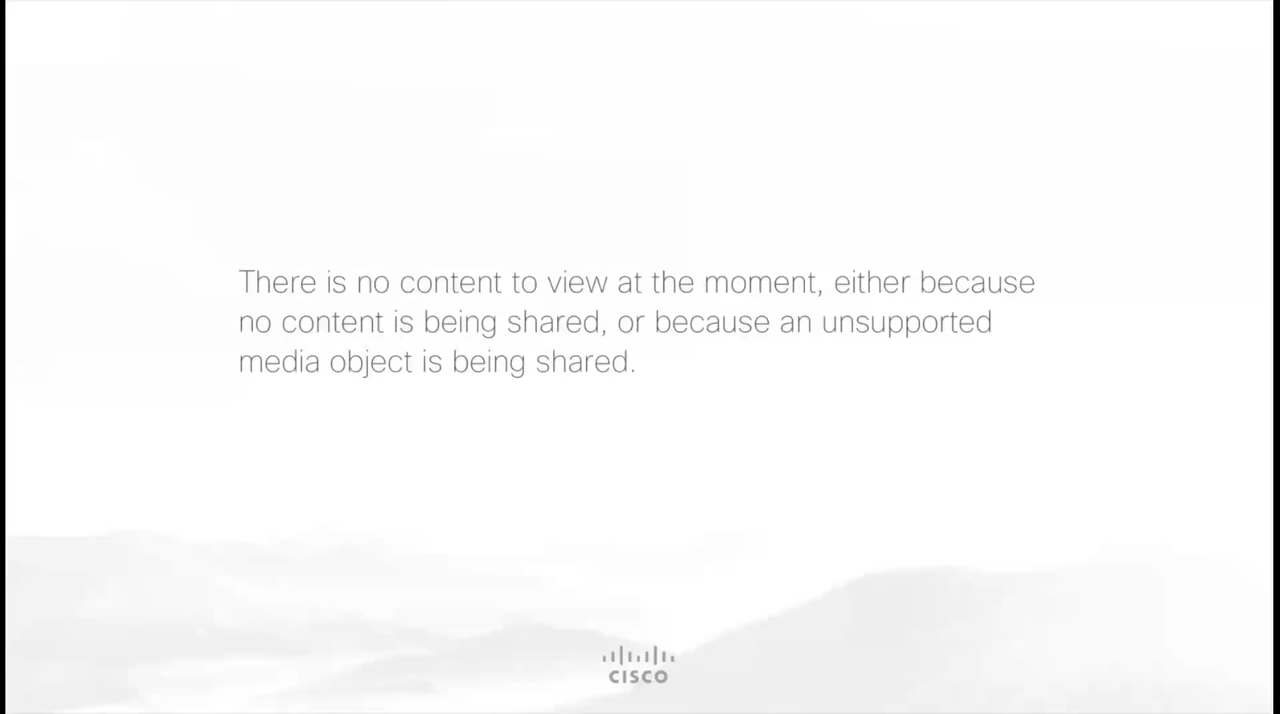 There is no content to view at the moment, either because
no content is being shared, or because an unsupported
media object is being shared.
CISCO